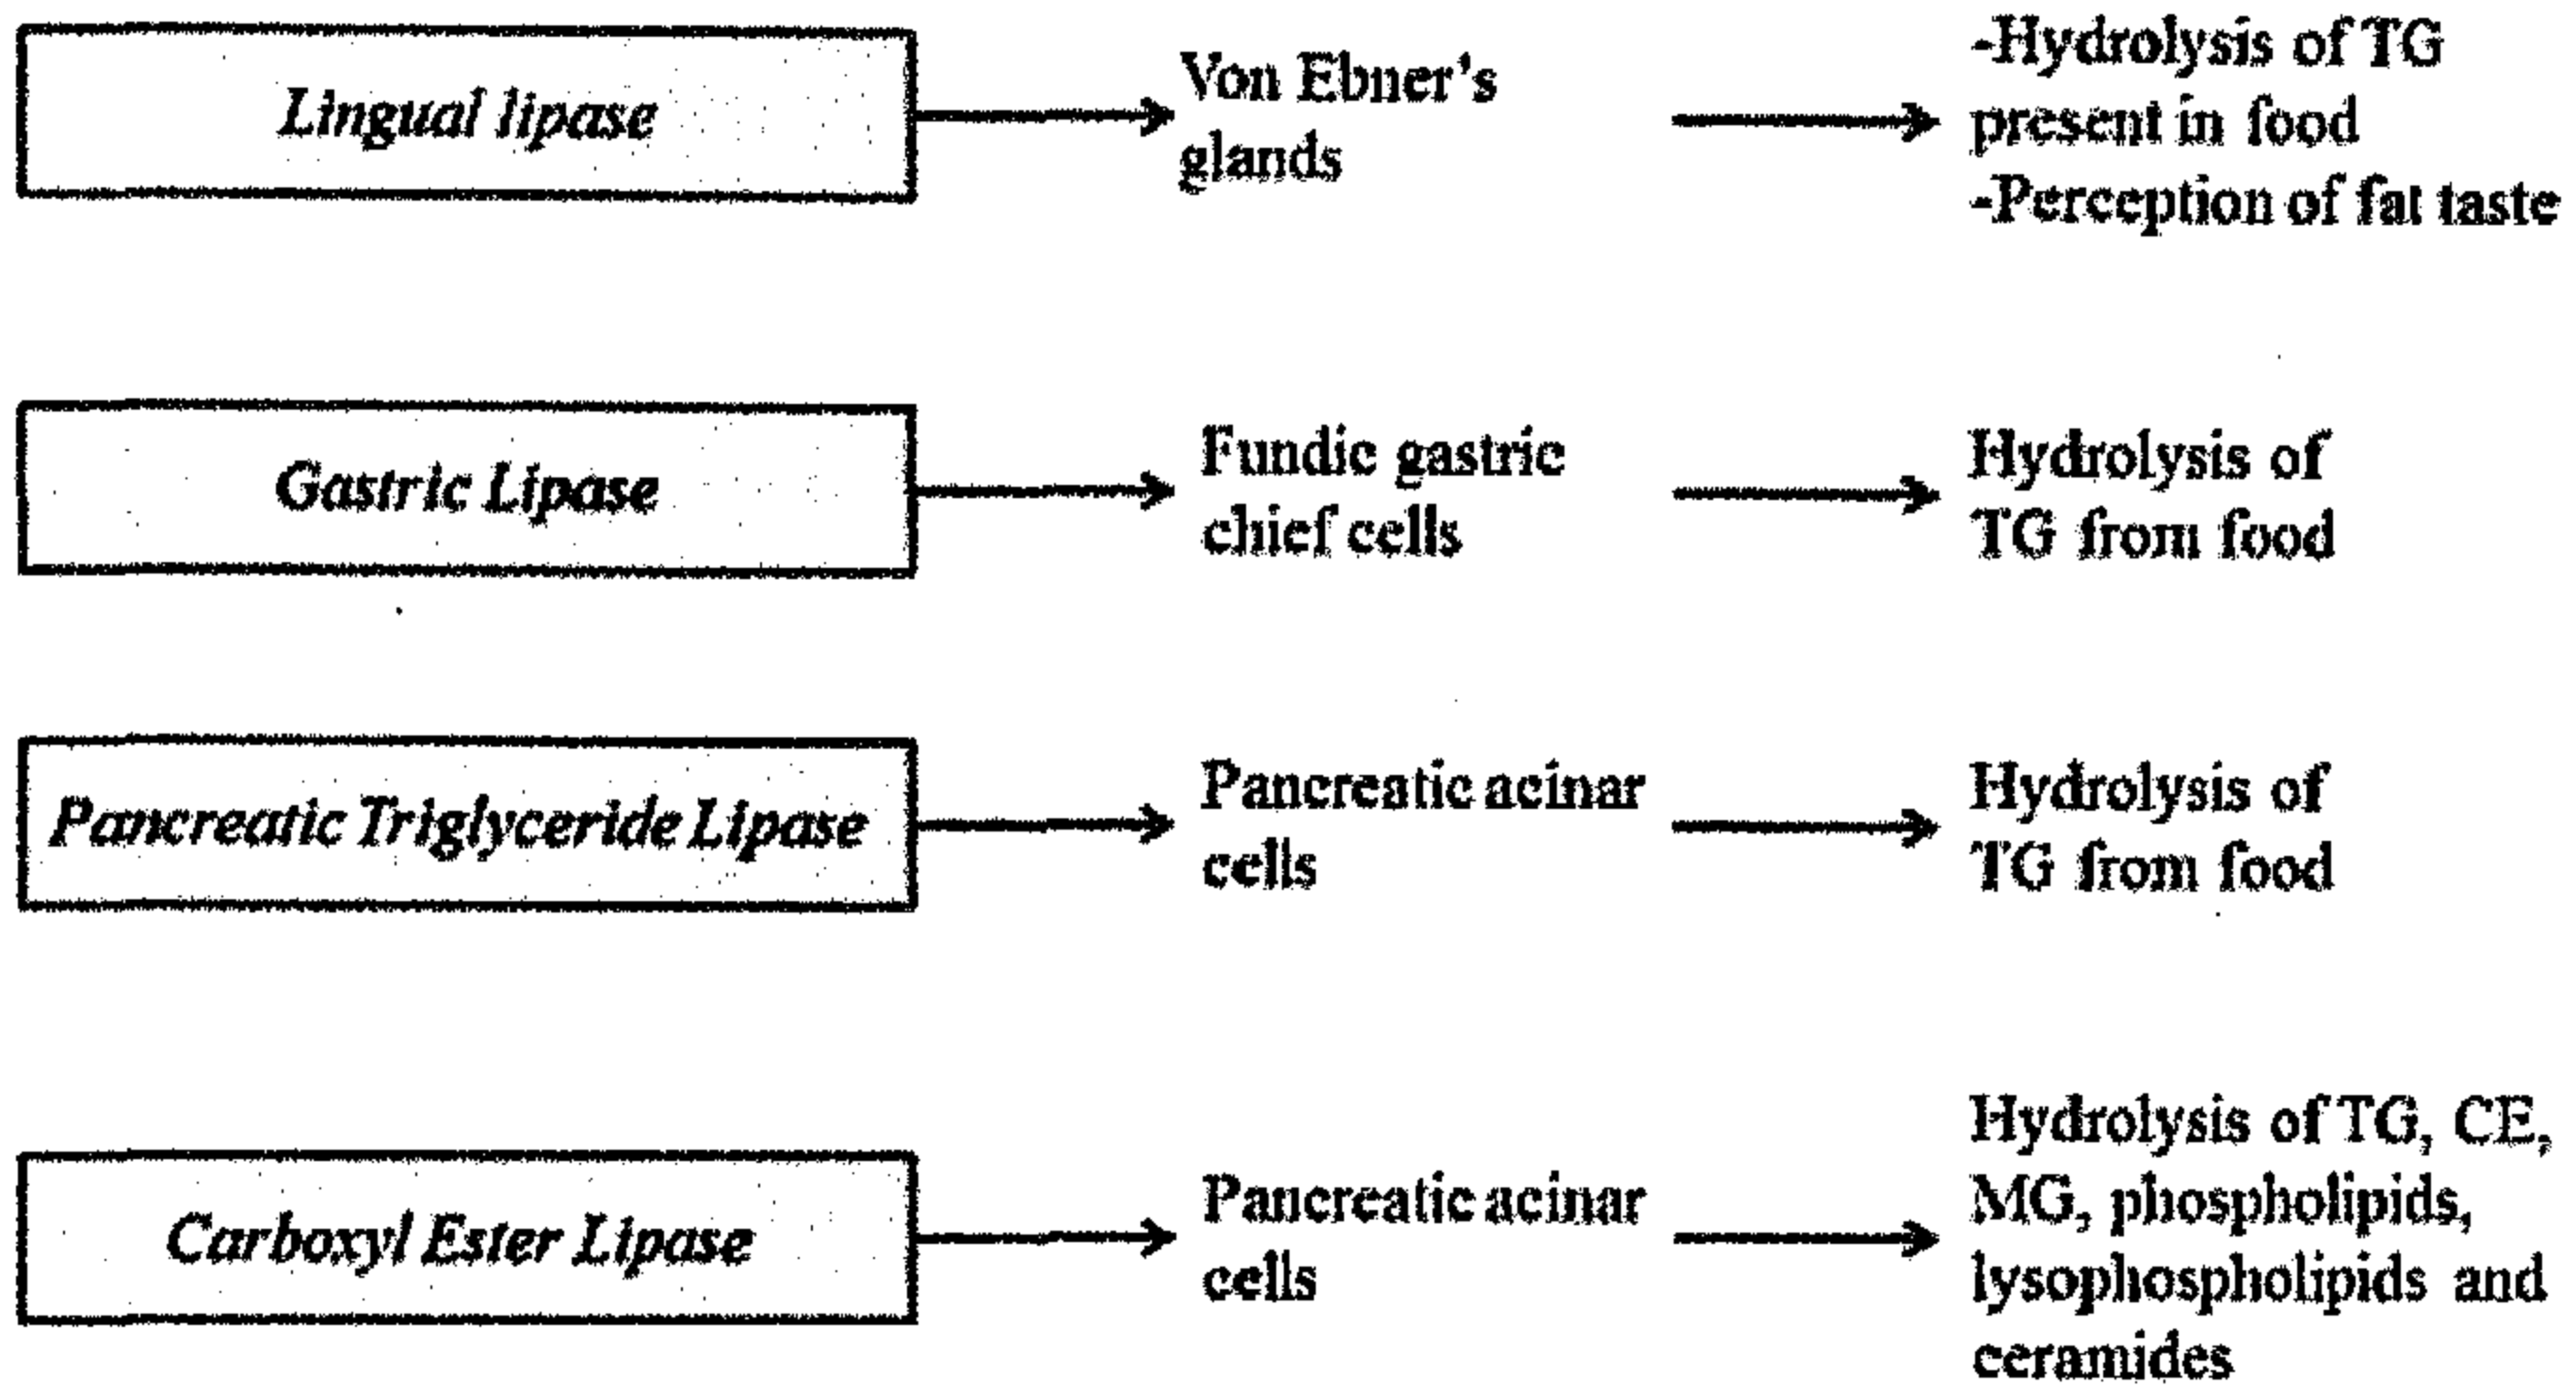 Lingual lipase
Von Ebner's
glands
-Hydrolysis of TG
present in food
-Perception of fat taste
Gastric Lipase
Fundic gastric
chief cells
Hydrolysis of
TG from food
Pancreatic Triglyceride Lipase
Pancreatic acinar
cells
Hydrolysis of
TG from food
Carboxyl Ester Lipase
Pancreatic acinar
cells
Hydrolysis of TG, CE,
MG, phospholipids,
lysophospholipids and
ceramides